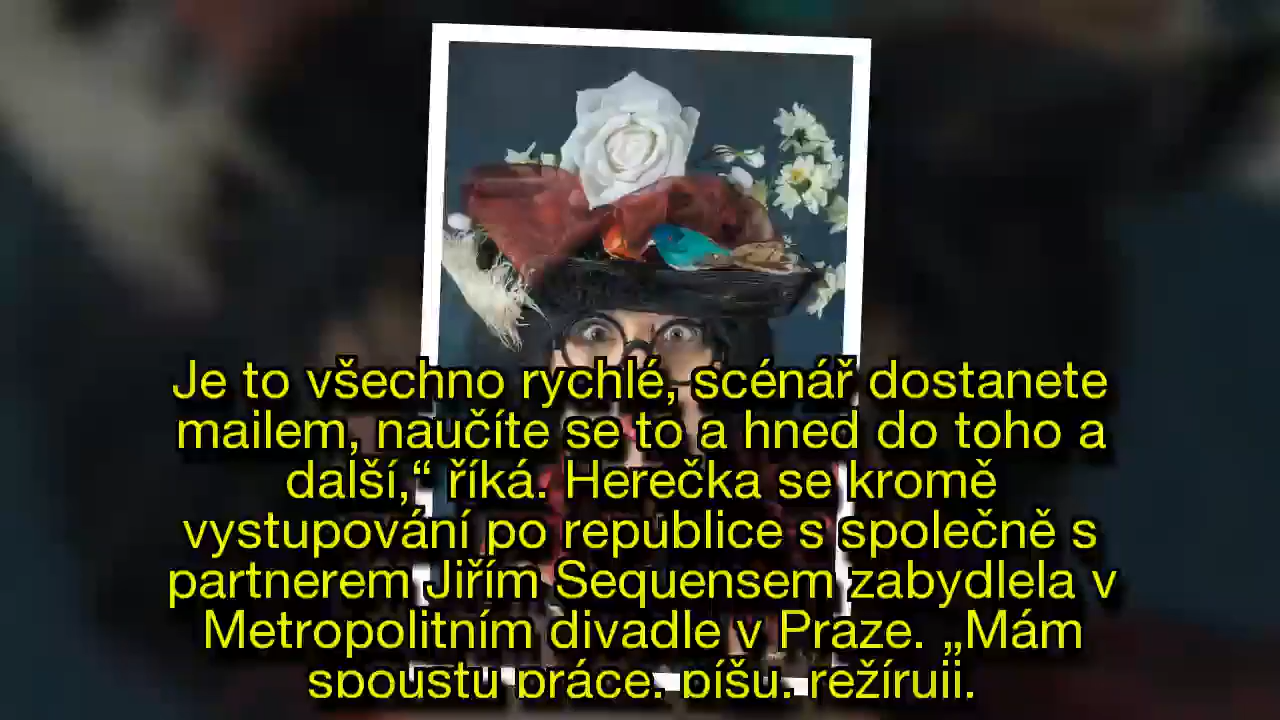 Je to všechno rychlé, scénář dostanete
mailem, naučíte se to a hned do toho a
další,“ říká. Herečka se kromě
vystupování po republice s společně s
partnerem Jiřím Sequensem zabydlela v
Metropolitním divadle v Praze. „Mám
spoustu práce, píšu, režíruji,